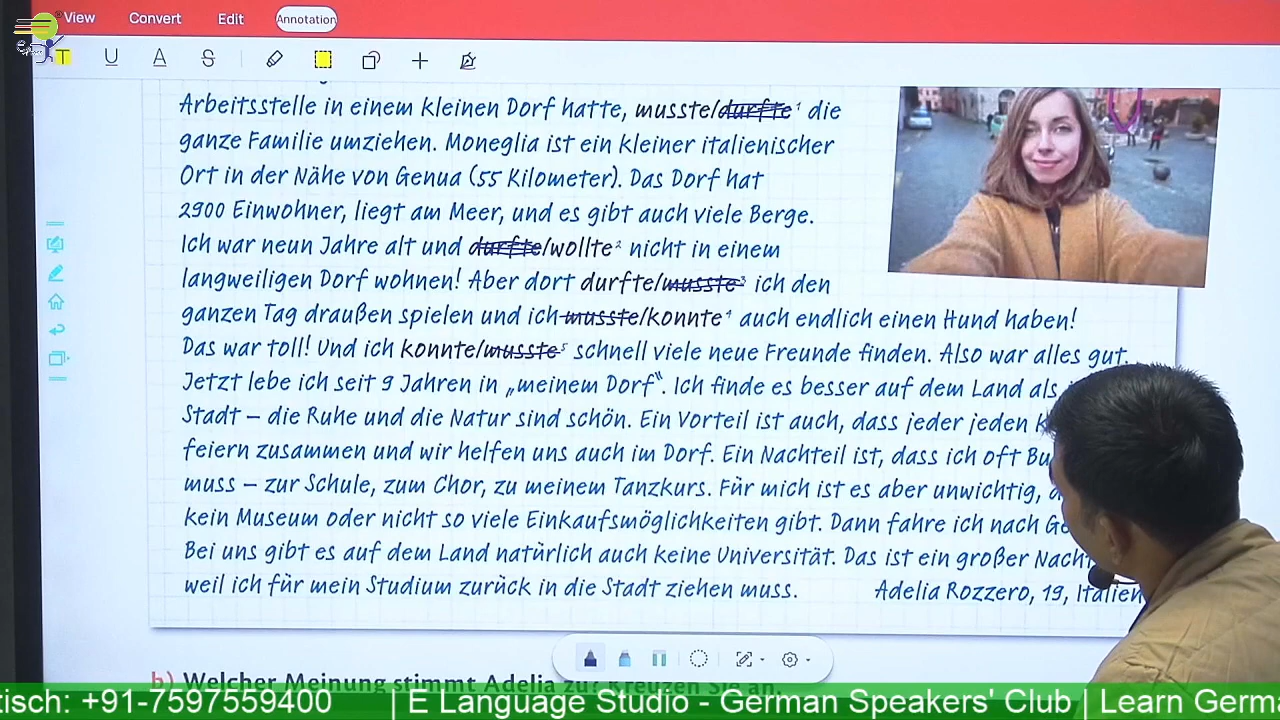 View Convert Edit Annotation
T U A S
Arbeitsstelle in einem kleinen Dorf hatte, musste/durfte¹ die
ganze Familie umziehen. Moneglia ist ein kleiner italienischer
Ort in der Nähe von Genua (55 Kilometer). Das Dorf hat
2900 Einwohner, liegt am Meer, und es gibt auch viele Berge.
Ich war neun Jahre alt und durfte/wollte² nicht in einem
langweiligen Dorf wohnen! Aber dort durfte/musste³ ich den
ganzen Tag draußen spielen und ich musste/konnte⁴ auch endlich einen Hund haben!
Das war toll! Und ich konnte/musste⁵ schnell viele neue Freunde finden. Also war alles gut.
Jetzt lebe ich seit 9 Jahren in „meinem Dorf“. Ich finde es besser auf dem Land als
Stadt – die Ruhe und die Natur sind schön. Ein Vorteil ist auch, dass jeder jeden
feiern zusammen und wir helfen uns auch im Dorf. Ein Nachteil ist, dass ich oft Bu
muss – zur Schule, zum Chor, zu meinem Tanzkurs. Für mich ist es aber unwichtig,
kein Museum oder nicht so viele Einkaufsmöglichkeiten gibt. Dann fahre ich nach Ge
Bei uns gibt es auf dem Land natürlich auch keine Universität. Das ist ein großer Nacht
weil ich für mein Studium zurück in die Stadt ziehen muss. Adelia Rozzero, 19, Italien
b) Welcher Meinung stimmt Adelia zu? Kreuzen Sie an.
tisch: +91-7597559400 | E Language Studio - German Speakers' Club | Learn Germa